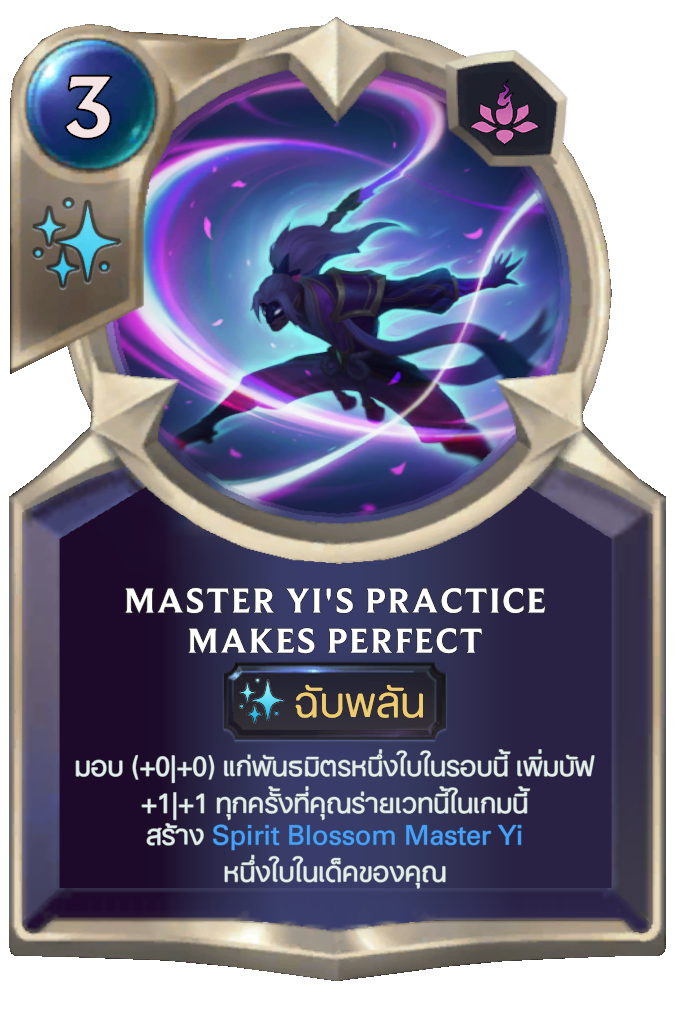 3
MASTER YI'S PRACTICE
MAKES PERFECT
ฉับพลัน
มอบ (+0|+0) แก่พันธมิตรหนึ่งใบในรอบนี้ เพิ่มบัฟ
+1|+1 ทุกครั้งที่คุณร่ายเวทนี้ในเกมนี้
สร้าง Spirit Blossom Master Yi
หนึ่งใบในเด็คของคุณ